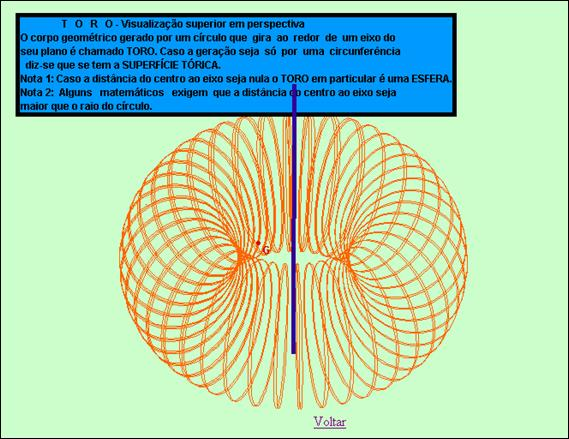 T O R O - Visualização superior em perspectiva
O corpo geométrico gerado por um círculo que gira ao redor de um eixo do
seu plano é chamado TORO. Caso a geração seja só por uma circunferência
diz-se que se tem a SUPERFÍCIE TÓRICA.
Nota 1: Caso a distância do centro ao eixo seja nula o TORO em particular é uma ESFERA.
Nota 2: Alguns matemáticos exigem que a distância do centro ao eixo seja
maior que o raio do círculo.
G
Voltar